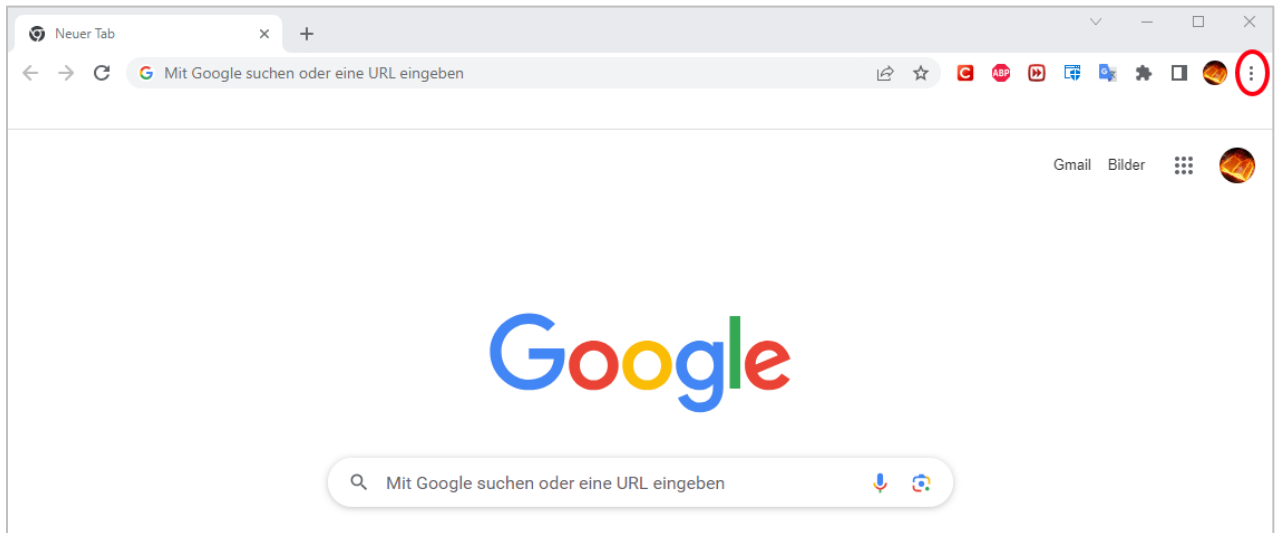 Neuer Tab
G Mit Google suchen oder eine URL eingeben
C ABP
Gmail Bilder
Google
Mit Google suchen oder eine URL eingeben